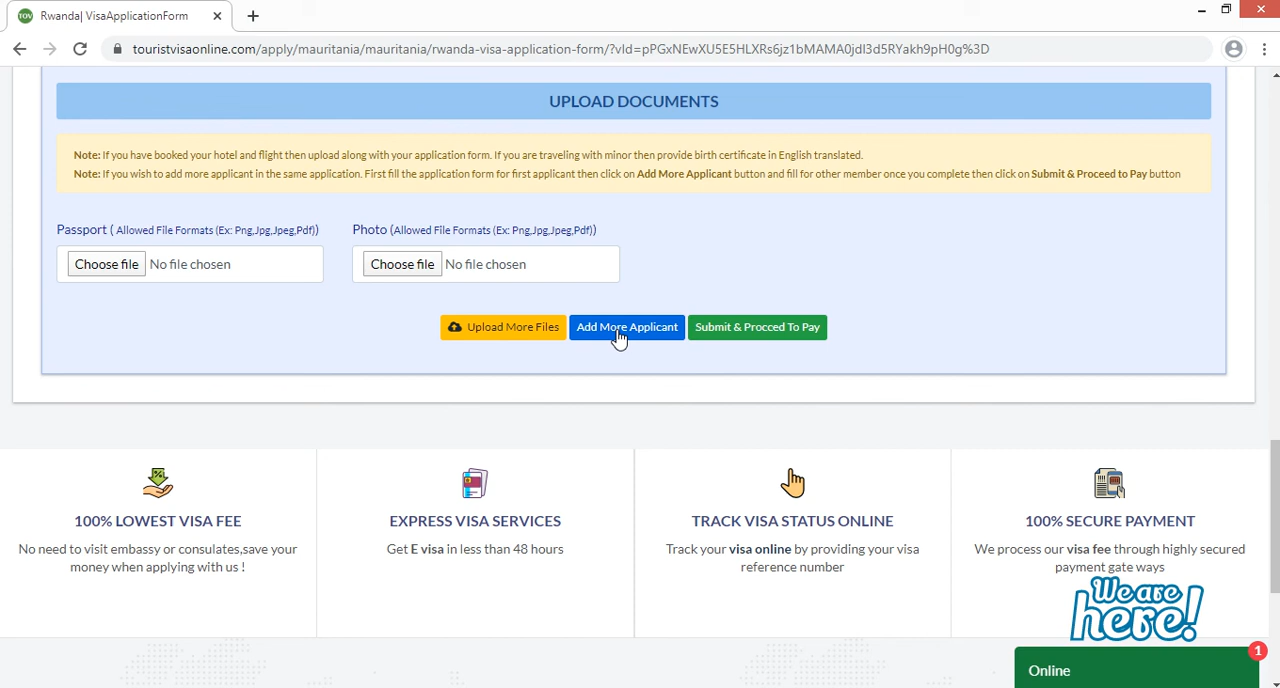 TOV Rwanda| VisaApplicationForm
touristvisaonline.com/apply/mauritania/mauritania/rwanda-visa-application-form/?vId=pPGxNEwXU5E5HLXRs6jz1bMAMA0jdI3d5RYakh9pH0g%3D
UPLOAD DOCUMENTS
Note: If you have booked your hotel and flight then upload along with your application form. If you are traveling with minor then provide birth certificate in English translated.
Note: If you wish to add more applicant in the same application. First fill the application form for first applicant then click on Add More Applicant button and fill for other member once you complete then click on Submit & Proceed to Pay button
Passport ( Allowed File Formats (Ex: Png,Jpg,Jpeg,Pdf)) Photo (Allowed File Formats (Ex: Png,Jpg,Jpeg,Pdf))
Choose file No file chosen Choose file No file chosen
Upload More Files Add More Applicant Submit & Procced To Pay
100% LOWEST VISA FEE
No need to visit embassy or consulates,save your
money when applying with us !
EXPRESS VISA SERVICES
Get E visa in less than 48 hours
TRACK VISA STATUS ONLINE
Track your visa online by providing your visa
reference number
100% SECURE PAYMENT
We process our visa fee through highly secured
payment gate ways
We are
here!
1
Online